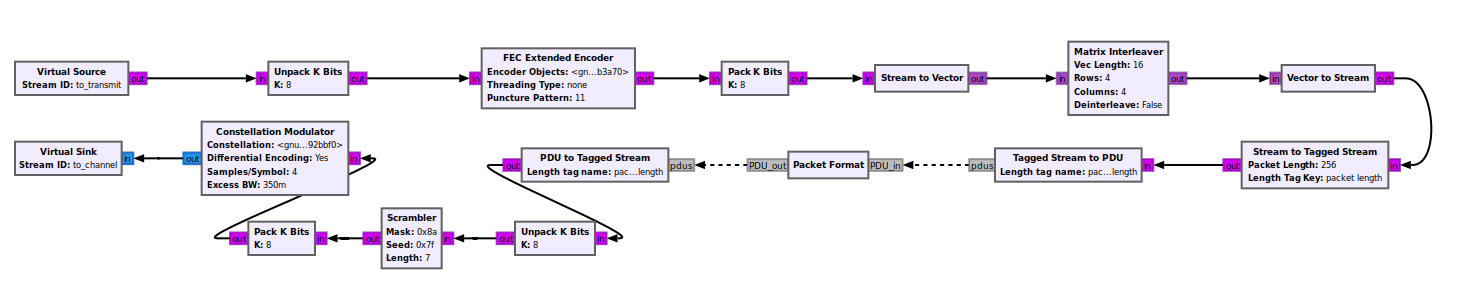 Virtual Source
Stream ID: to_transmit
out
in
Unpack K Bits
K: 8
out
in
FEC Extended Encoder
Encoder Objects: <gn...b3a70>
Threading Type: none
Puncture Pattern: 11
out
in
Pack K Bits
K: 8
out
in
Stream to Vector
out
in
Matrix Interleaver
Vec Length: 16
Rows: 4
Columns: 4
Deinterleave: False
out
in
Vector to Stream
out
Virtual Sink
Stream ID: to_channel
in
out
Constellation Modulator
Constellation: <gnu...92bbf0>
Differential Encoding: Yes
Samples/Symbol: 4
Excess BW: 350m
in
out
PDU to Tagged Stream
Length tag name: pac...length
pdus
PDU_out
Packet Format
PDU_in
pdus
Tagged Stream to PDU
Length tag name: pac...length
in
out
Stream to Tagged Stream
Packet Length: 256
Length Tag Key: packet length
in
out
Pack K Bits
K: 8
in
out
Scrambler
Mask: 0x8a
Seed: 0x7f
Length: 7
in
out
Unpack K Bits
K: 8
in